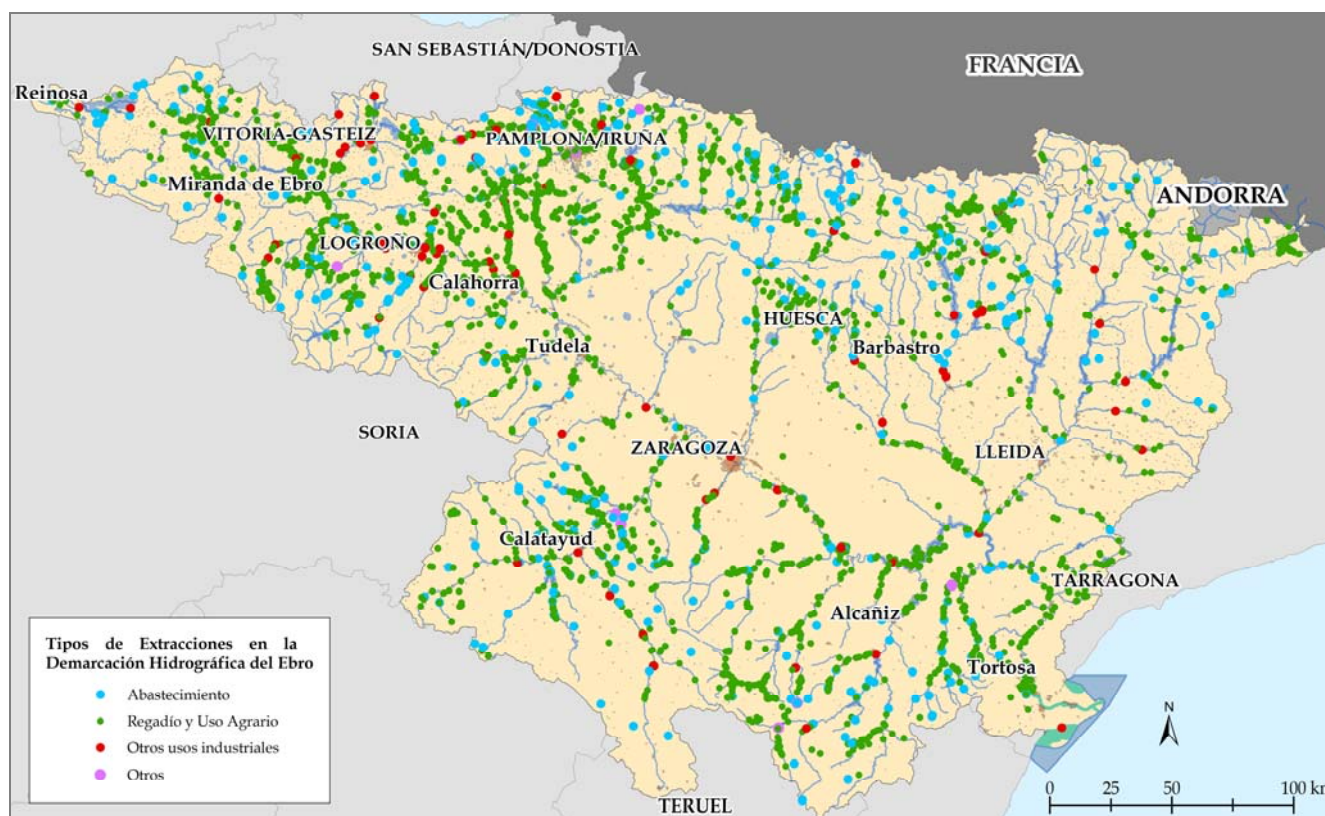 SAN SEBASTIÁN/DONOSTIA
FRANCIA
Reinosa
VITORIA-GASTEIZ
PAMPLONA/IRUÑA
Miranda de Ebro
ANDORRA
LOGROÑO
Calahorra
HUESCA
Tudela
Barbastro
SORIA
ZARAGOZA
LLEIDA
Calatayud
TARRAGONA
Alcañiz
Tortosa
TERUEL
Tipos de Extracciones en la
Demarcación Hidrográfica del Ebro
Abastecimiento
Regadío y Uso Agrario
Otros usos industriales
Otros
N
0 25 50 100 km